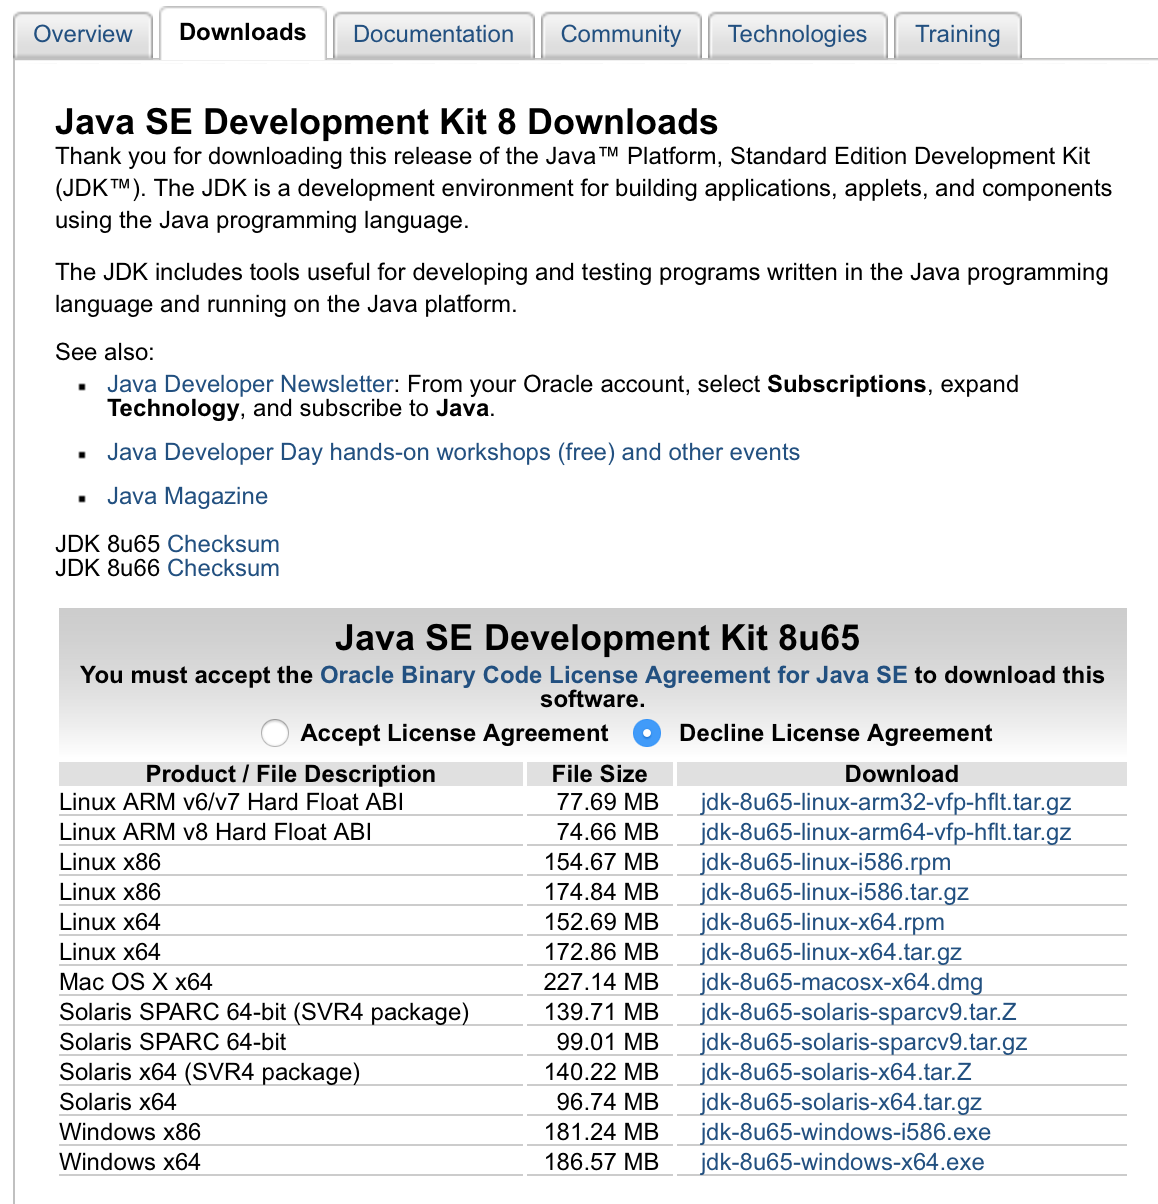 Overview Downloads Documentation Community Technologies Training
Java SE Development Kit 8 Downloads
Thank you for downloading this release of the Java™ Platform, Standard Edition Development Kit
(JDK™). The JDK is a development environment for building applications, applets, and components
using the Java programming language.
The JDK includes tools useful for developing and testing programs written in the Java programming
language and running on the Java platform.
See also:
Java Developer Newsletter: From your Oracle account, select Subscriptions, expand
Technology, and subscribe to Java.
Java Developer Day hands-on workshops (free) and other events
Java Magazine
JDK 8u65 Checksum
JDK 8u66 Checksum
Java SE Development Kit 8u65
You must accept the Oracle Binary Code License Agreement for Java SE to download this
software.
Accept License Agreement Decline License Agreement
Product / File Description File Size Download
Linux ARM v6/v7 Hard Float ABI 77.69 MB jdk-8u65-linux-arm32-vfp-hflt.tar.gz
Linux ARM v8 Hard Float ABI 74.66 MB jdk-8u65-linux-arm64-vfp-hflt.tar.gz
Linux x86 154.67 MB jdk-8u65-linux-i586.rpm
Linux x86 174.84 MB jdk-8u65-linux-i586.tar.gz
Linux x64 152.69 MB jdk-8u65-linux-x64.rpm
Linux x64 172.86 MB jdk-8u65-linux-x64.tar.gz
Mac OS X x64 227.14 MB jdk-8u65-macosx-x64.dmg
Solaris SPARC 64-bit (SVR4 package) 139.71 MB jdk-8u65-solaris-sparcv9.tar.Z
Solaris SPARC 64-bit 99.01 MB jdk-8u65-solaris-sparcv9.tar.gz
Solaris x64 (SVR4 package) 140.22 MB jdk-8u65-solaris-x64.tar.Z
Solaris x64 96.74 MB jdk-8u65-solaris-x64.tar.gz
Windows x86 181.24 MB jdk-8u65-windows-i586.exe
Windows x64 186.57 MB jdk-8u65-windows-x64.exe